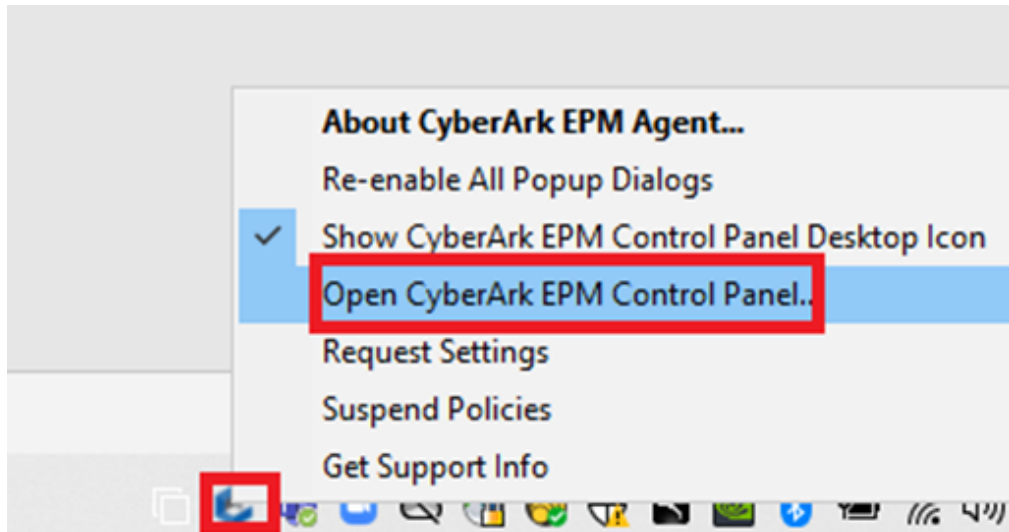 About CyberArk EPM Agent...
Re-enable All Popup Dialogs
Show CyberArk EPM Control Panel Desktop Icon
Open CyberArk EPM Control Panel..
Request Settings
Suspend Policies
Get Support Info